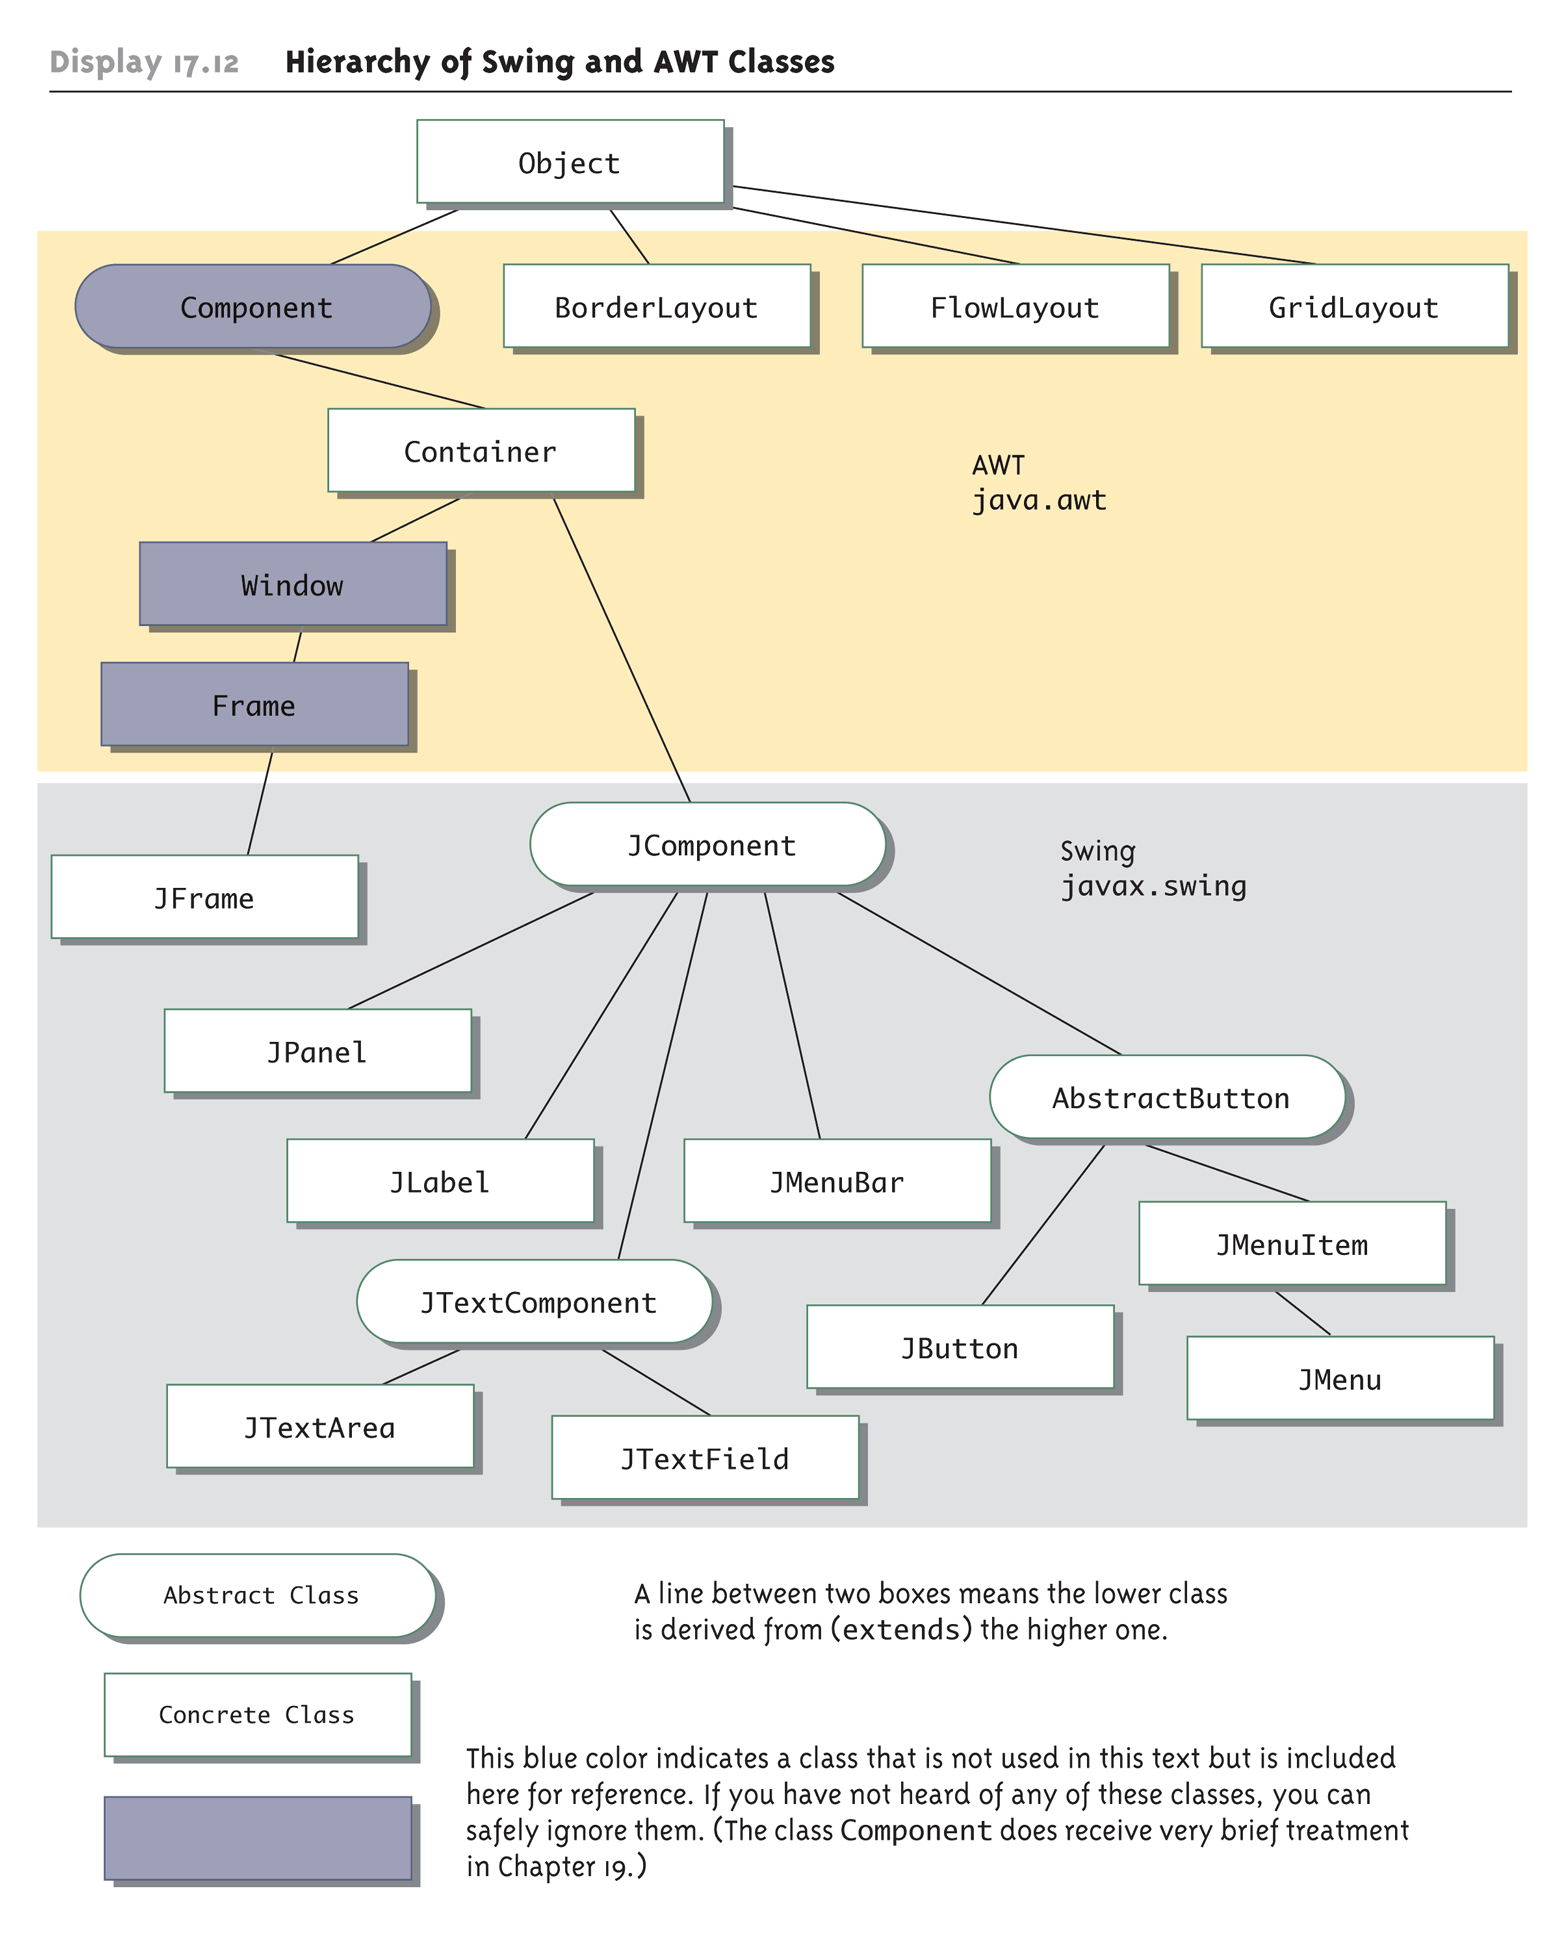 Display 17.12 Hierarchy of Swing and AWT Classes
Object
Component
BorderLayout
FlowLayout
GridLayout
Container
AWT
java.awt
Window
Frame
JComponent
Swing
javax.swing
JFrame
JPanel
AbstractButton
JLabel
JMenuBar
JMenuItem
JTextComponent
JButton
JMenu
JTextArea
JTextField
Abstract Class
A line between two boxes means the lower class
is derived from (extends) the higher one.
Concrete Class
This blue color indicates a class that is not used in this text but is included
here for reference. If you have not heard of any of these classes, you can
safely ignore them. (The class Component does receive very brief treatment
in Chapter 19.)